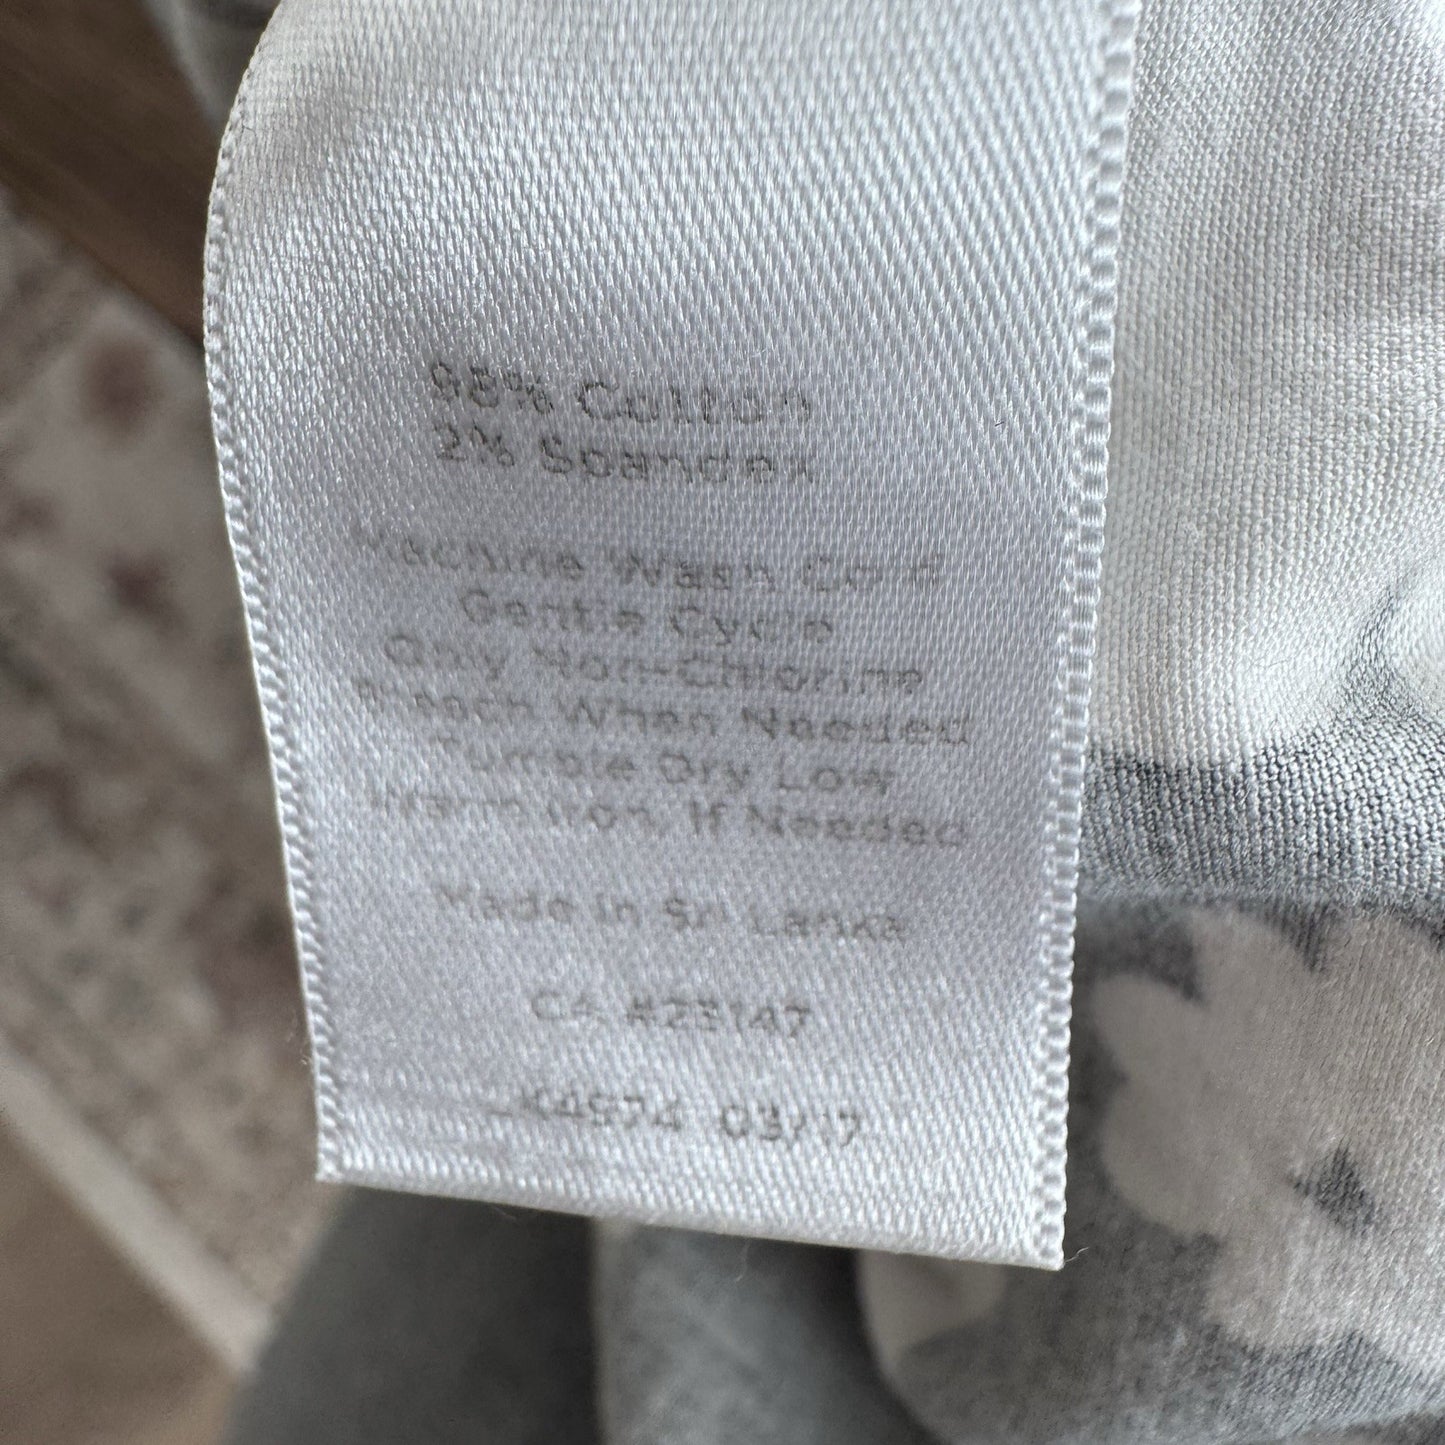 98% Cotton
2% Spandex
Machine Wash Cold
Gentle Cycle
Only Non-Chlorine
Bleach When Needed
Tumble Dry Low
Warm Iron, If Needed
Made in Sri Lanka
CA #23147
03/17